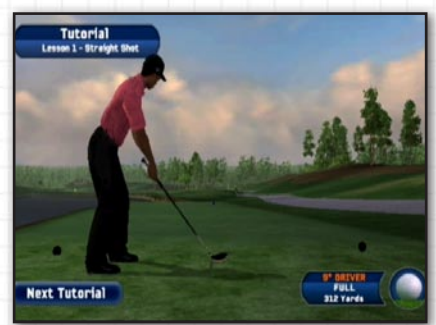 Tutorial
Lesson 1 - Straight Shot
9° DRIVER
FULL
312 Yards
Next Tutorial